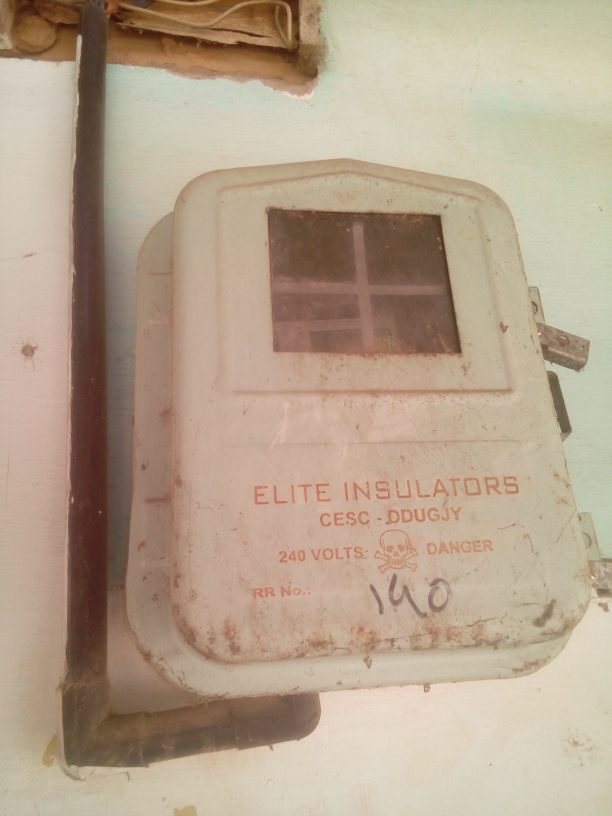 ELITE INSULATORS
CESC - DDUGJY
240 VOLTS DANGER
RR No.: 140